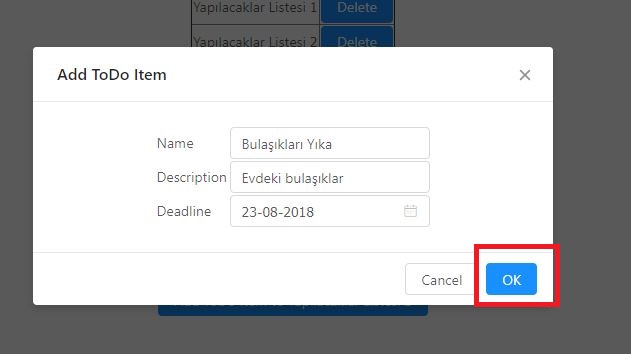 Yapılacaklar Listesi 1 Delete
Yapılacaklar Listesi 2 Delete
Add ToDo Item
Name Bulaşıkları Yıka
Description Evdeki bulaşıklar
Deadline 23-08-2018
Cancel OK